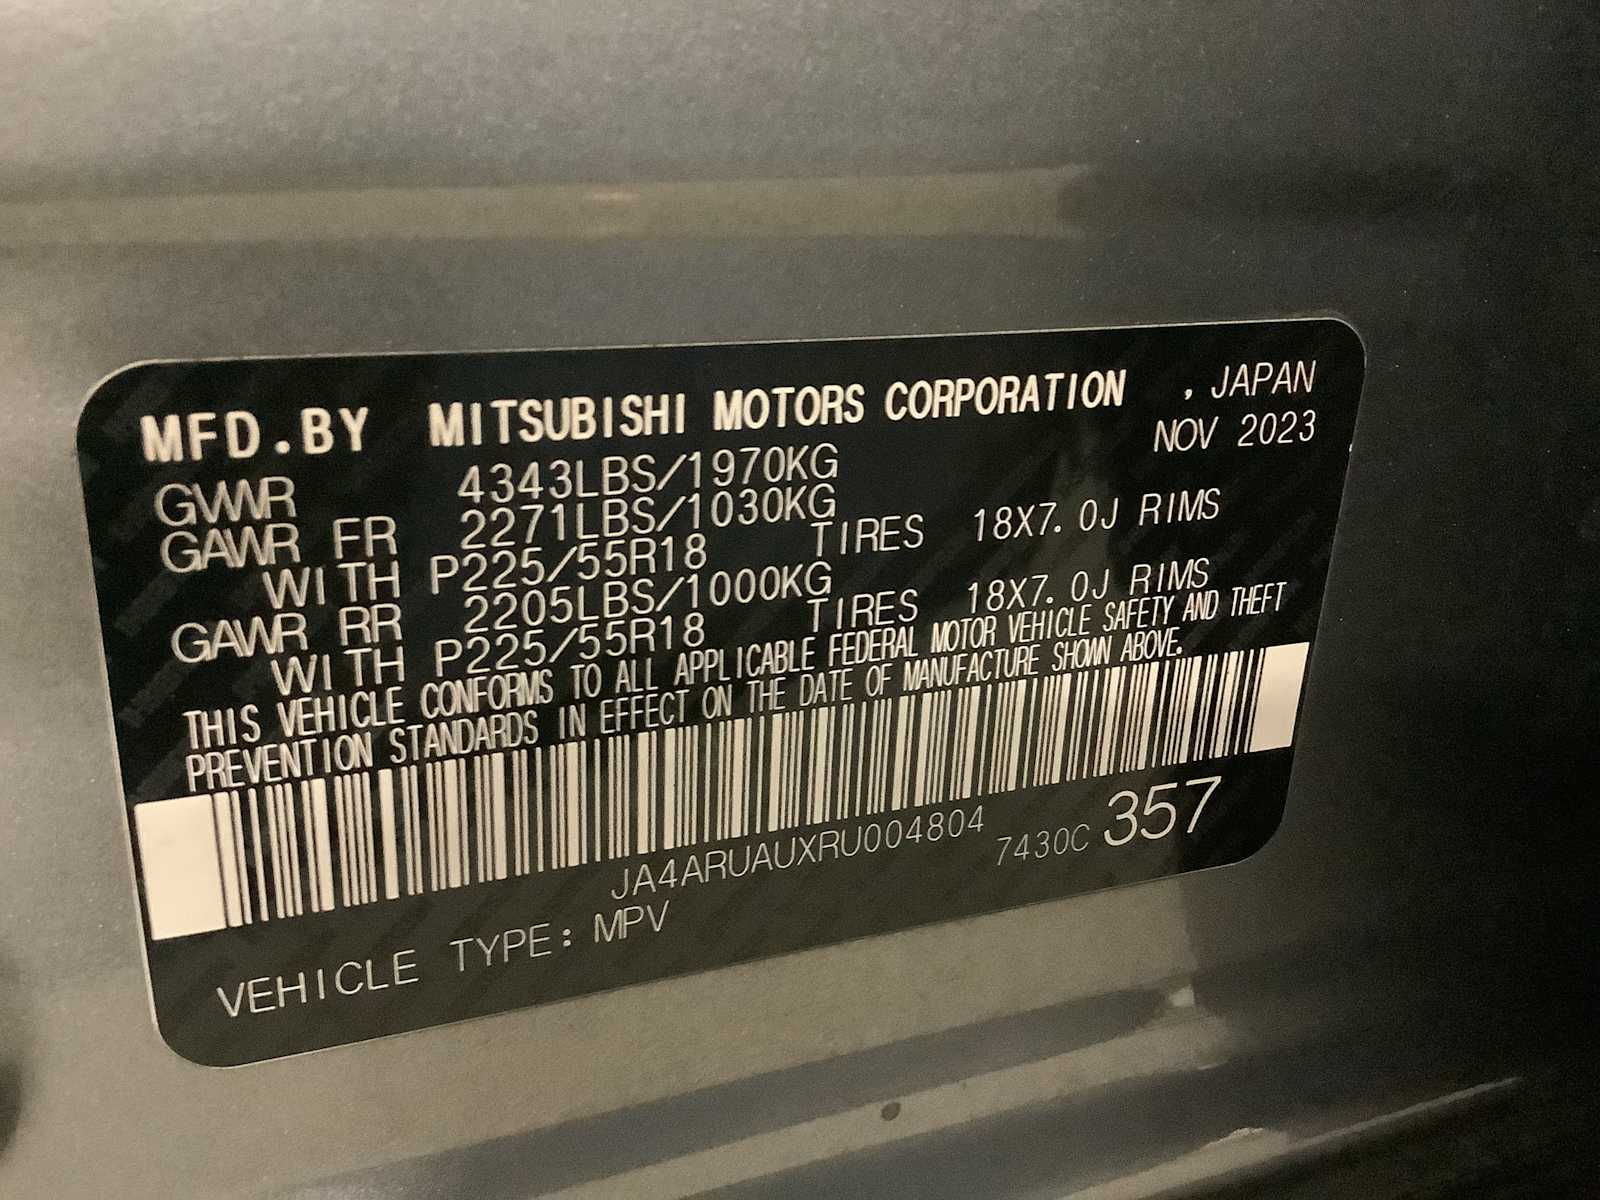 MFD.BY MITSUBISHI MOTORS CORPORATION , JAPAN
NOV 2023
GVWR 4343LBS/1970KG
GAWR FR 2271LBS/1030KG
WITH P225/55R18 TIRES 18X7.0J RIMS
GAWR RR 2205LBS/1000KG
WITH P225/55R18 TIRES 18X7.0J RIMS
THIS VEHICLE CONFORMS TO ALL APPLICABLE FEDERAL MOTOR VEHICLE SAFETY AND THEFT
PREVENTION STANDARDS IN EFFECT ON THE DATE OF MANUFACTURE SHOWN ABOVE.
JA4ARUAUXRU004804 7430C 357
VEHICLE TYPE: MPV